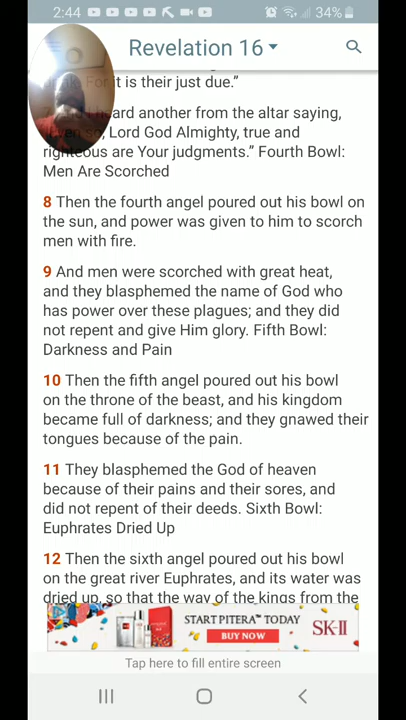 2:44
34%
Revelation 16
For it is their just due."
heard another from the altar saying,
Lord God Almighty, true and
righteous are Your judgments." Fourth Bowl:
Men Are Scorched
8 Then the fourth angel poured out his bowl on
the sun, and power was given to him to scorch
men with fire.
9 And men were scorched with great heat,
and they blasphemed the name of God who
has power over these plagues; and they did
not repent and give Him glory. Fifth Bowl:
Darkness and Pain
10 Then the fifth angel poured out his bowl
on the throne of the beast, and his kingdom
became full of darkness; and they gnawed their
tongues because of the pain.
11 They blasphemed the God of heaven
because of their pains and their sores, and
did not repent of their deeds. Sixth Bowl:
Euphrates Dried Up
12 Then the sixth angel poured out his bowl
on the great river Euphrates, and its water was
dried up, so that the way of the kings from the
START PITERA™ TODAY
BUY NOW
SK-II
Tap here to fill entire screen